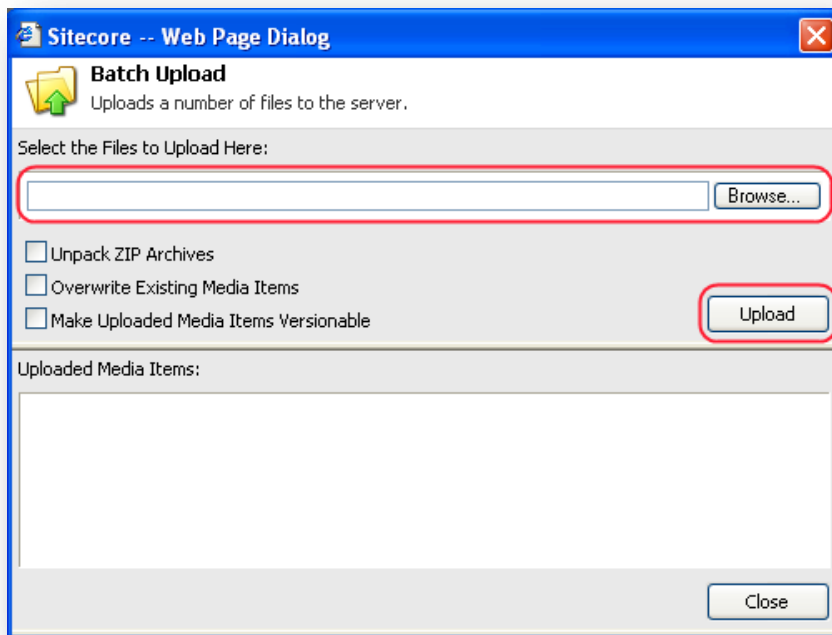 Sitecore -- Web Page Dialog
Batch Upload
Uploads a number of files to the server.
Select the Files to Upload Here:
Browse...
Unpack ZIP Archives
Overwrite Existing Media Items
Make Uploaded Media Items Versionable
Upload
Uploaded Media Items:
Close